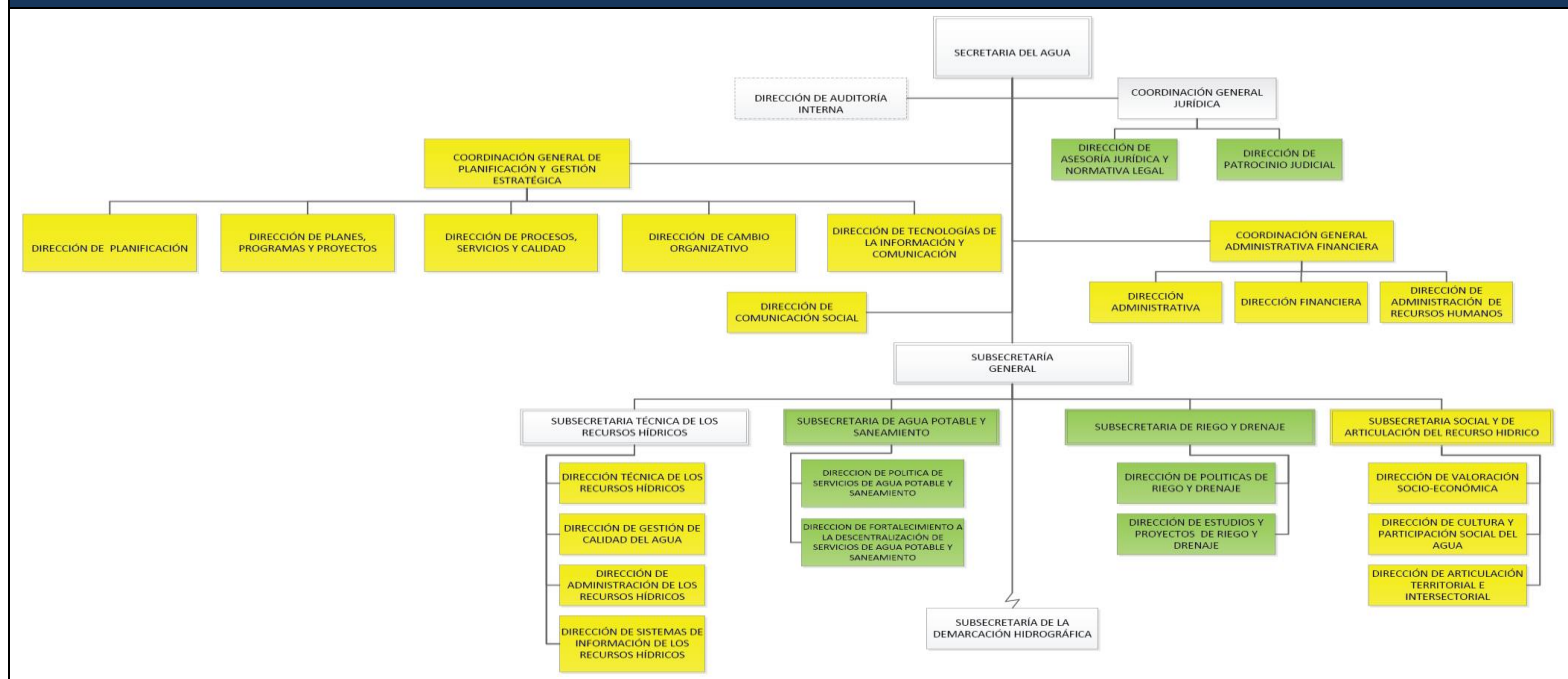 SECRETARIA DEL AGUA
DIRECCIÓN DE AUDITORÍA
INTERNA
COORDINACIÓN GENERAL
JURÍDICA
DIRECCIÓN DE
ASESORÍA JURÍDICA Y
NORMATIVA LEGAL
DIRECCIÓN DE
PATROCINIO JUDICIAL
COORDINACIÓN GENERAL DE
PLANIFICACIÓN Y GESTIÓN
ESTRATÉGICA
DIRECCIÓN DE PLANIFICACIÓN
DIRECCIÓN DE PLANES,
PROGRAMAS Y PROYECTOS
DIRECCIÓN DE PROCESOS,
SERVICIOS Y CALIDAD
DIRECCIÓN DE CAMBIO
ORGANIZATIVO
DIRECCIÓN DE TECNOLOGÍAS DE
LA INFORMACIÓN Y
COMUNICACIÓN
COORDINACIÓN GENERAL
ADMINISTRATIVA FINANCIERA
DIRECCIÓN
ADMINISTRATIVA
DIRECCIÓN FINANCIERA
DIRECCIÓN DE
ADMINISTRACIÓN DE
RECURSOS HUMANOS
DIRECCIÓN DE
COMUNICACIÓN SOCIAL
SUBSECRETARÍA
GENERAL
SUBSECRETARIA TÉCNICA DE LOS
RECURSOS HÍDRICOS
DIRECCIÓN TÉCNICA DE LOS
RECURSOS HÍDRICOS
DIRECCIÓN DE GESTIÓN DE
CALIDAD DEL AGUA
DIRECCIÓN DE
ADMINISTRACIÓN DE LOS
RECURSOS HÍDRICOS
DIRECCIÓN DE SISTEMAS DE
INFORMACIÓN DE LOS
RECURSOS HÍDRICOS
SUBSECRETARIA DE AGUA POTABLE Y
SANEAMIENTO
DIRECCION DE POLITICA DE
SERVICIOS DE AGUA POTABLE Y
SANEAMIENTO
DIRECCION DE FORTALECIMIENTO A
LA DESCENTRALIZACIÓN DE
SERVICIOS DE AGUA POTABLE Y
SANEAMIENTO
SUBSECRETARIA DE RIEGO Y DRENAJE
DIRECCIÓN DE POLITICAS DE
RIEGO Y DRENAJE
DIRECCIÓN DE ESTUDIOS Y
PROYECTOS DE RIEGO Y
DRENAJE
SUBSECRETARIA SOCIAL Y DE
ARTICULACIÓN DEL RECURSO HIDRICO
DIRECCIÓN DE VALORACIÓN
SOCIO-ECONÓMICA
DIRECCIÓN DE CULTURA Y
PARTICIPACIÓN SOCIAL DEL
AGUA
DIRECCIÓN DE ARTICULACIÓN
TERRITORIAL E
INTERSECTORIAL
SUBSECRETARÍA DE LA
DEMARCACIÓN HIDROGRÁFICA